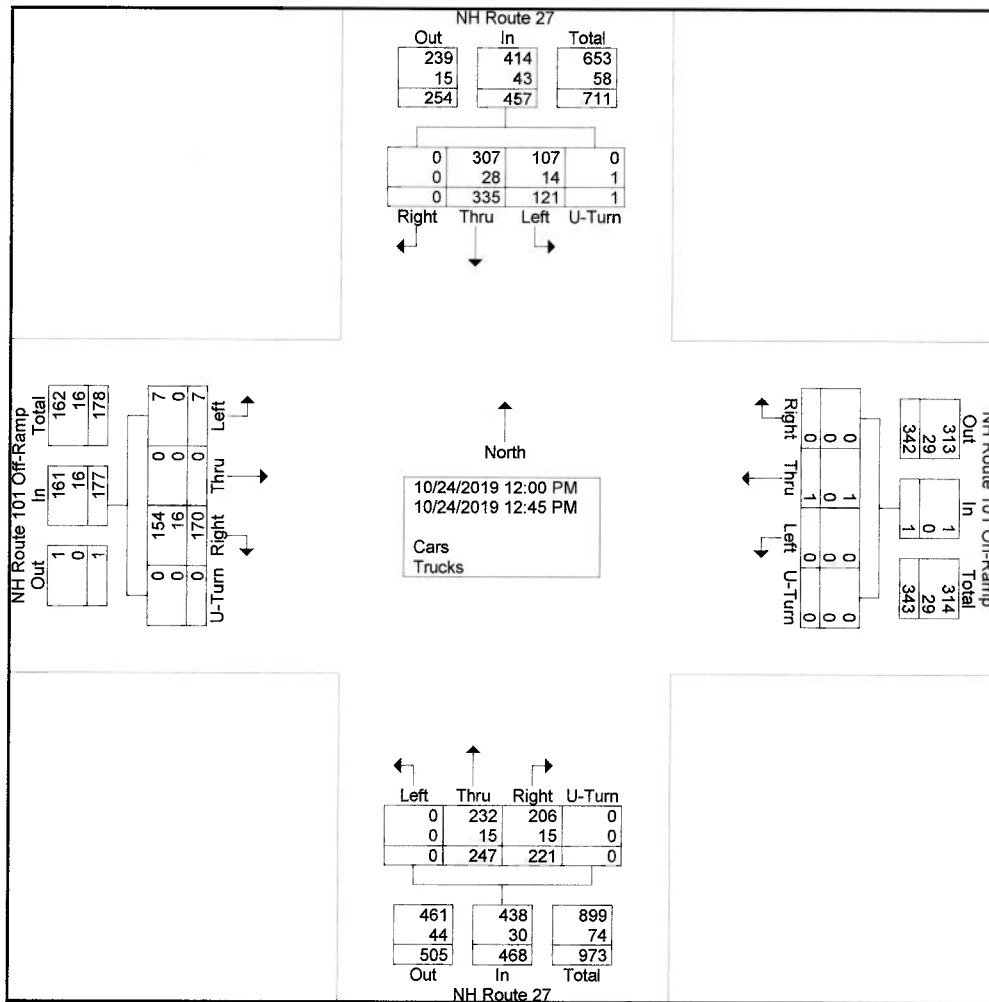 NH Route 27
Out In Total
239 414 653
15 43 58
254 457 711
0 307 107 0
0 28 14 1
0 335 121 1
Right Thru Left U-Turn
NH Route 101 Off-Ramp
Total In Out
162 161 1
16 16 0
178 177 1
Left Thru Right U-Turn
7 0 154 0
0 0 16 0
7 0 170 0
North
10/24/2019 12:00 PM
10/24/2019 12:45 PM
Cars
Trucks
Right Thru Left U-Turn
0 1 0 0
0 0 0 0
0 1 0 0
NH Route 101 Off-Ramp
Out In Total
313 1 314
29 0 29
342 1 343
Left Thru Right U-Turn
0 232 206 0
0 15 15 0
0 247 221 0
461 438 899
44 30 74
505 468 973
Out In Total
NH Route 27